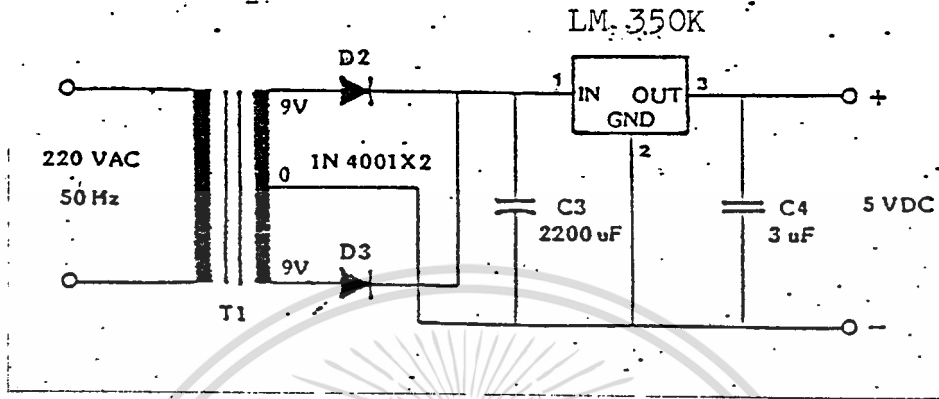 LM 350K
D2
1
IN
OUT
3
+
9V
GND
2
220 VAC
50 Hz
0
IN 4001X2
C3
2200 uF
C4
3 uF
5 VDC
D3
9V
T1
-